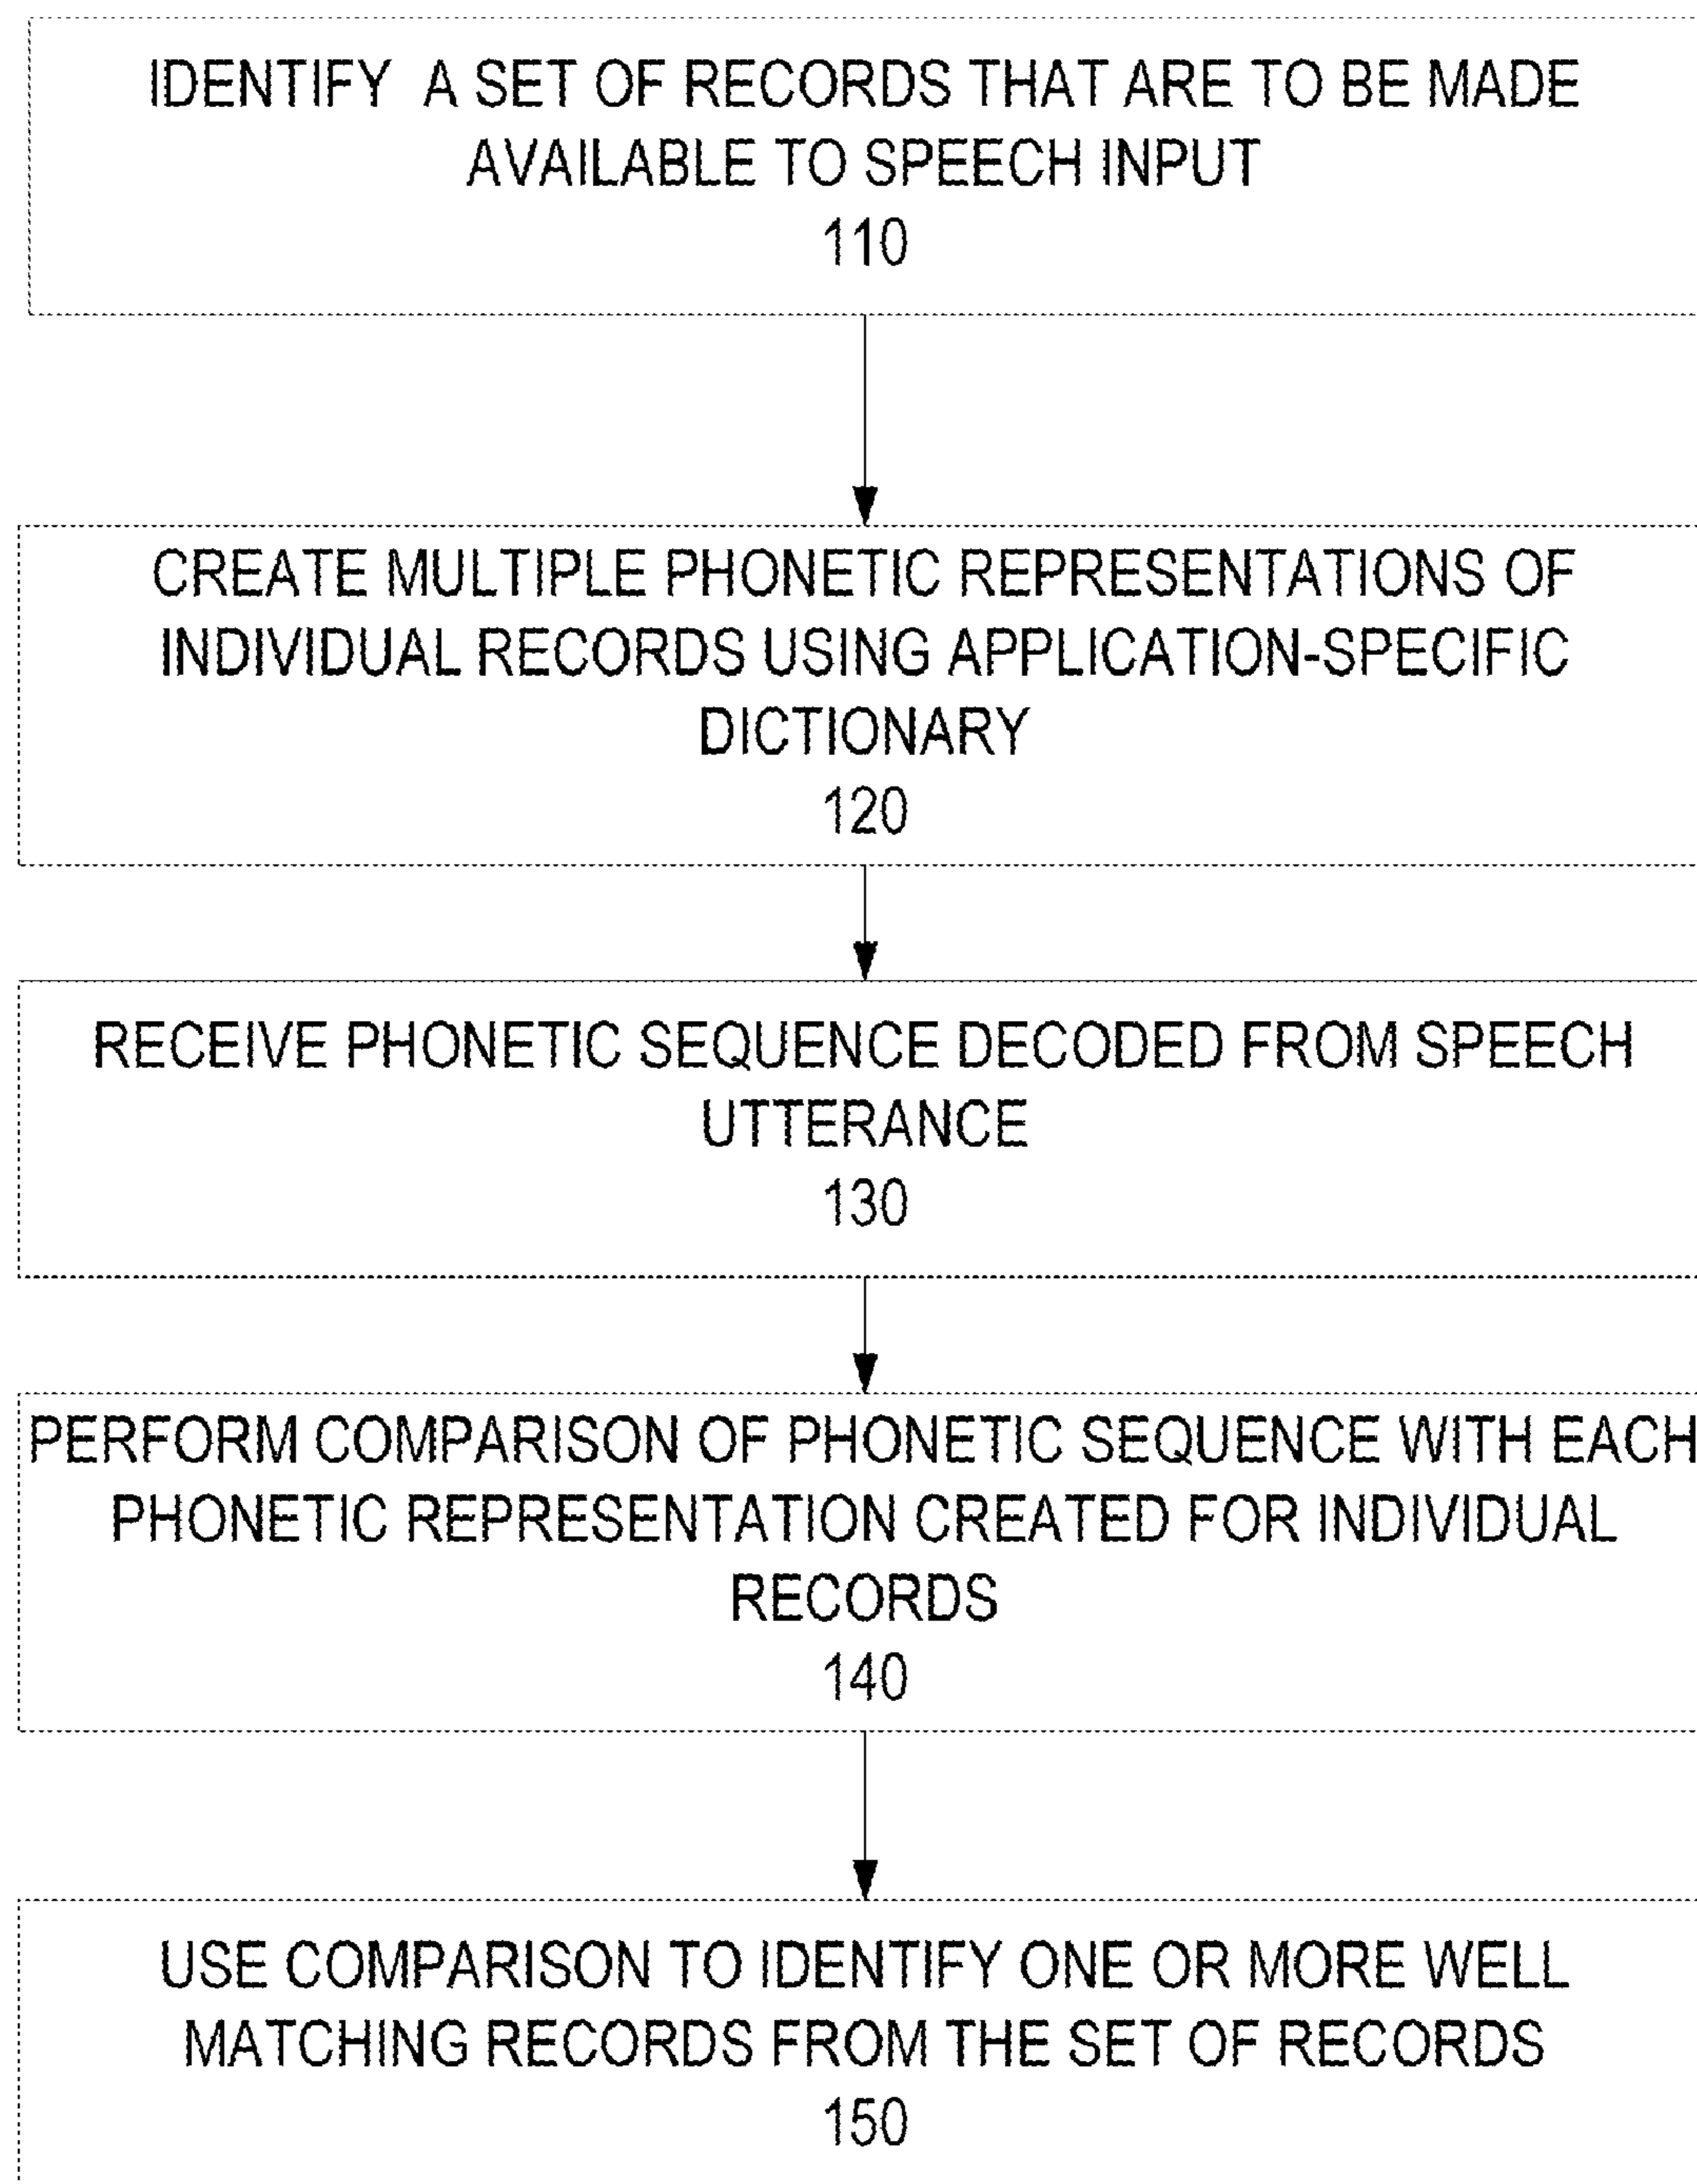 IDENTIFY A SET OF RECORDS THAT ARE TO BE MADE
AVAILABLE TO SPEECH INPUT
110
CREATE MULTIPLE PHONETIC REPRESENTATIONS OF
INDIVIDUAL RECORDS USING APPLICATION-SPECIFIC
DICTIONARY
120
RECEIVE PHONETIC SEQUENCE DECODED FROM SPEECH
UTTERANCE
130
PERFORM COMPARISON OF PHONETIC SEQUENCE WITH EACH
PHONETIC REPRESENTATION CREATED FOR INDIVIDUAL
RECORDS
140
USE COMPARISON TO IDENTIFY ONE OR MORE WELL
MATCHING RECORDS FROM THE SET OF RECORDS
150